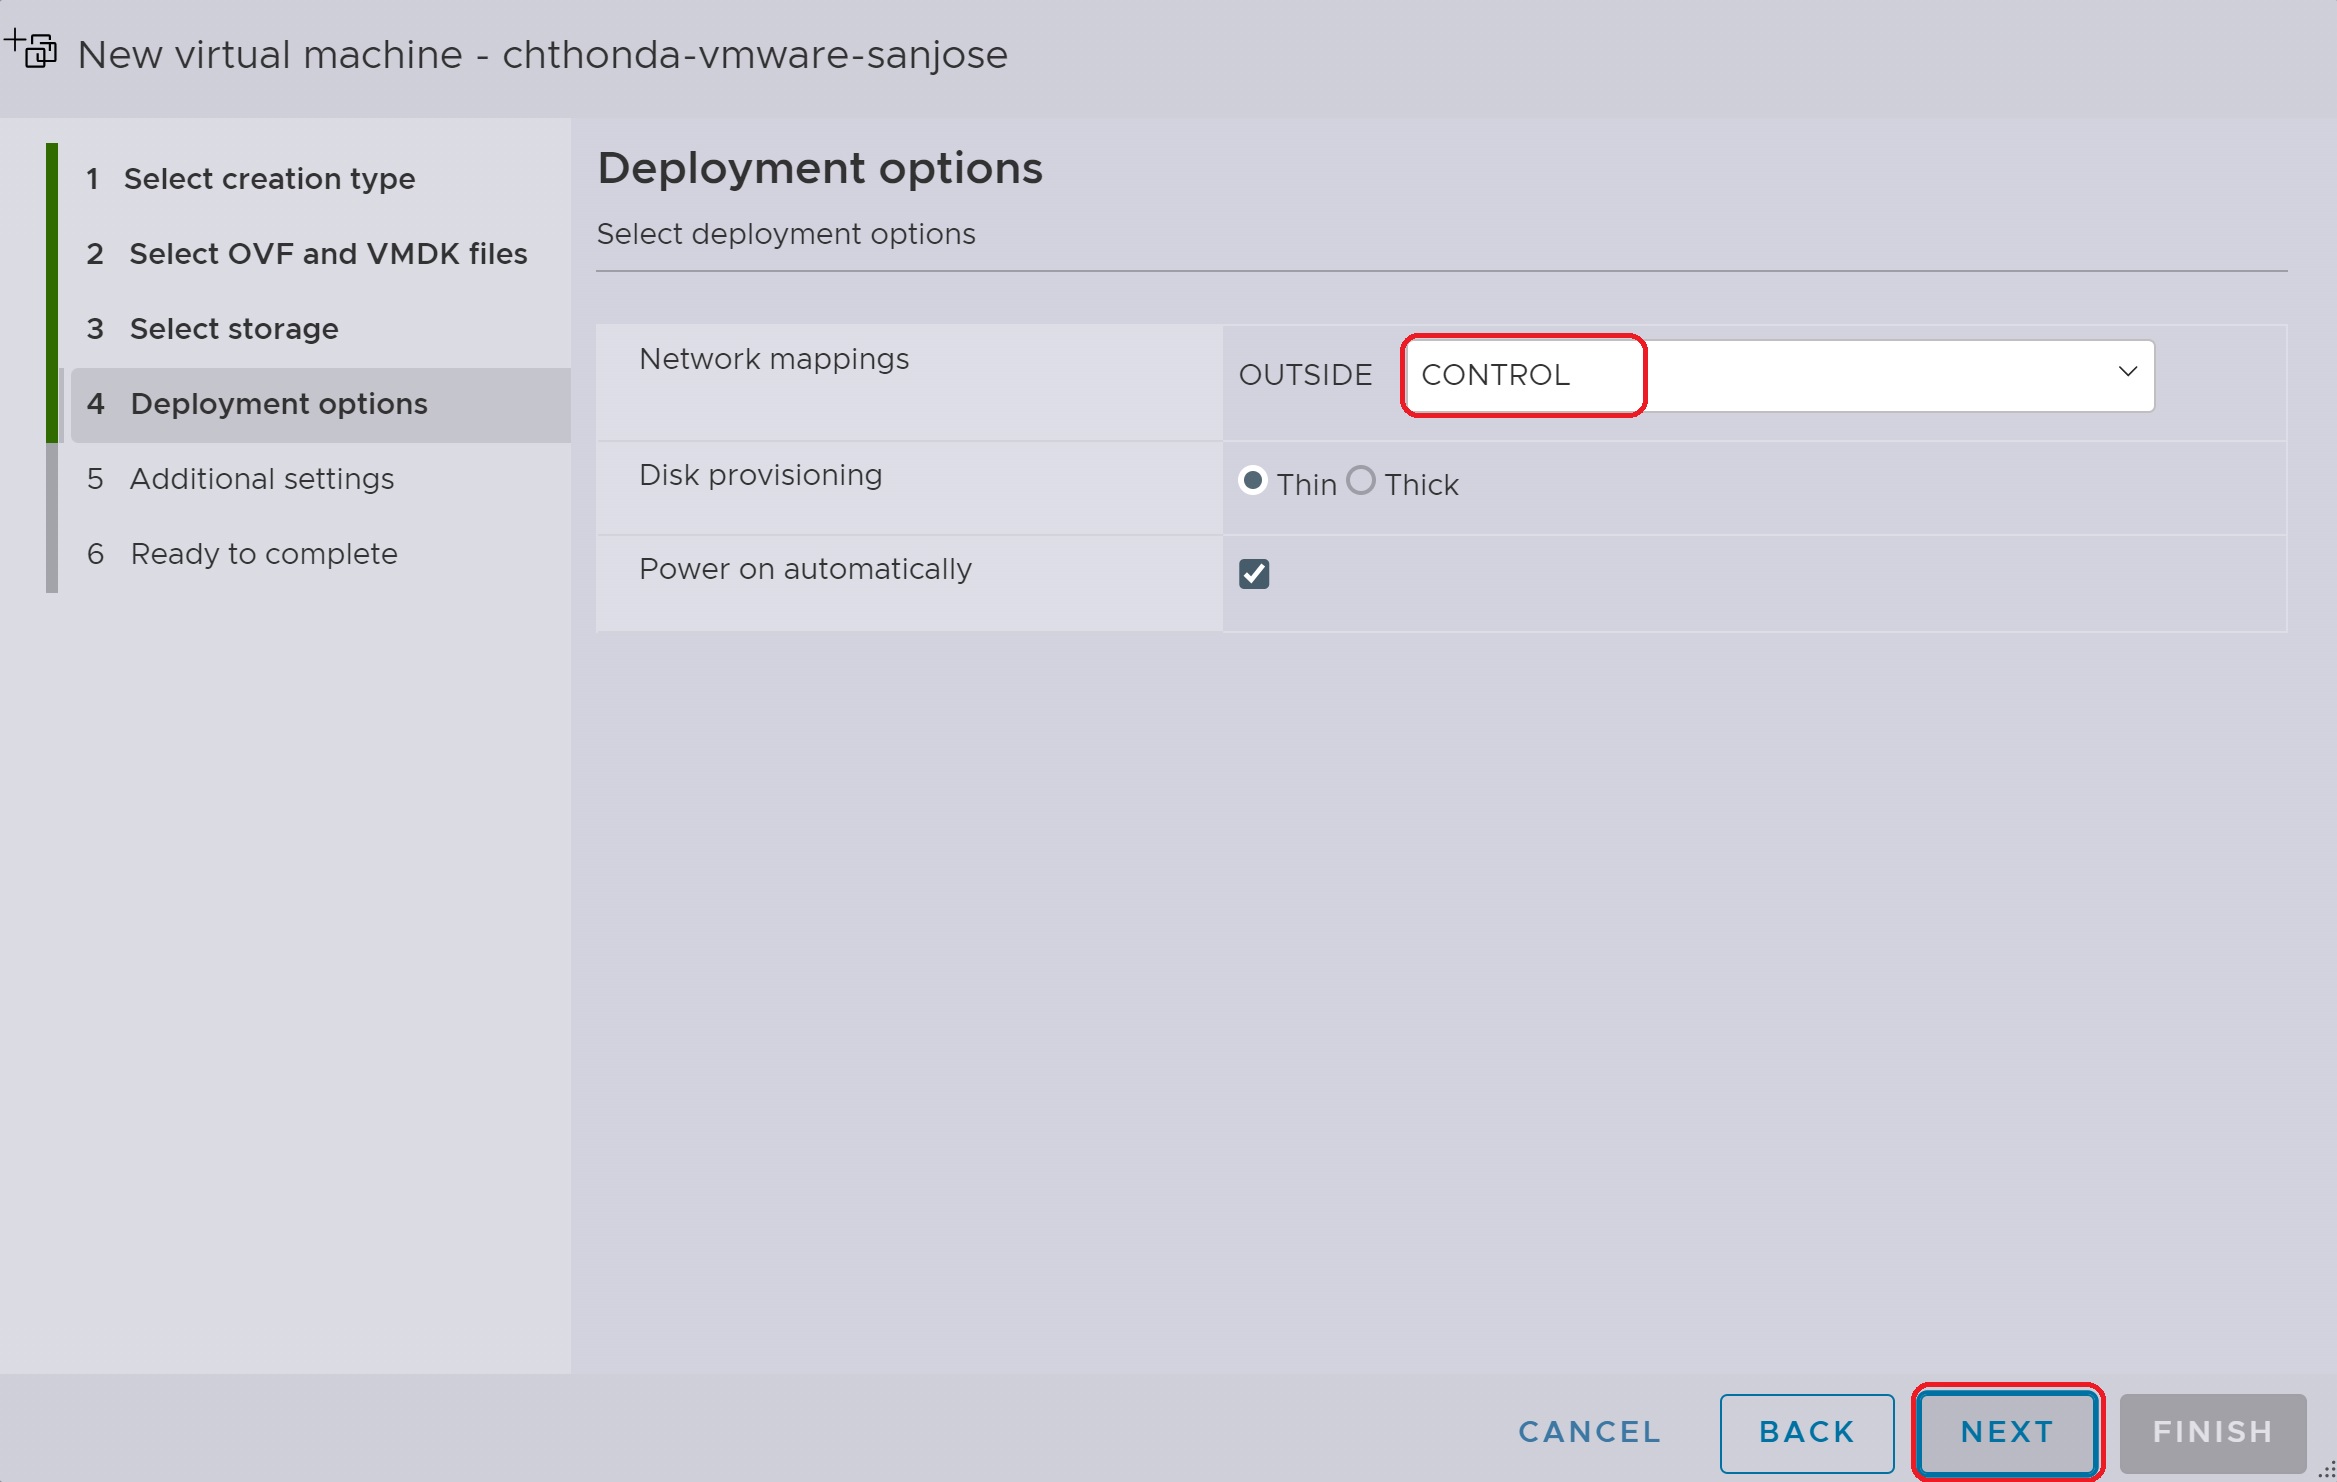 New virtual machine - chthonda-vmware-sanjose
1 Select creation type
2 Select OVF and VMDK files
3 Select storage
4 Deployment options
5 Additional settings
6 Ready to complete
Deployment options
Select deployment options
Network mappings
OUTSIDE CONTROL
Disk provisioning
Thin Thick
Power on automatically
CANCEL BACK NEXT FINISH